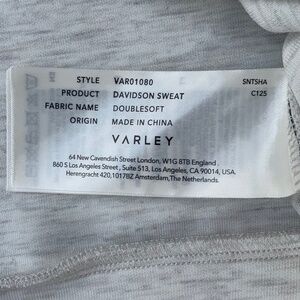 STYLE VAR01080 SNTSHA
PRODUCT DAVIDSON SWEAT C125
FABRIC NAME DOUBLESOFT
ORIGIN MADE IN CHINA
VARLEY
64 New Cavendish Street London, W1G 8TB England.
860 S Los Angeles Street, Suite 513, Los Angeles, CA 90014, USA.
Herengracht 420,1017BZ Amsterdam,The Netherlands.